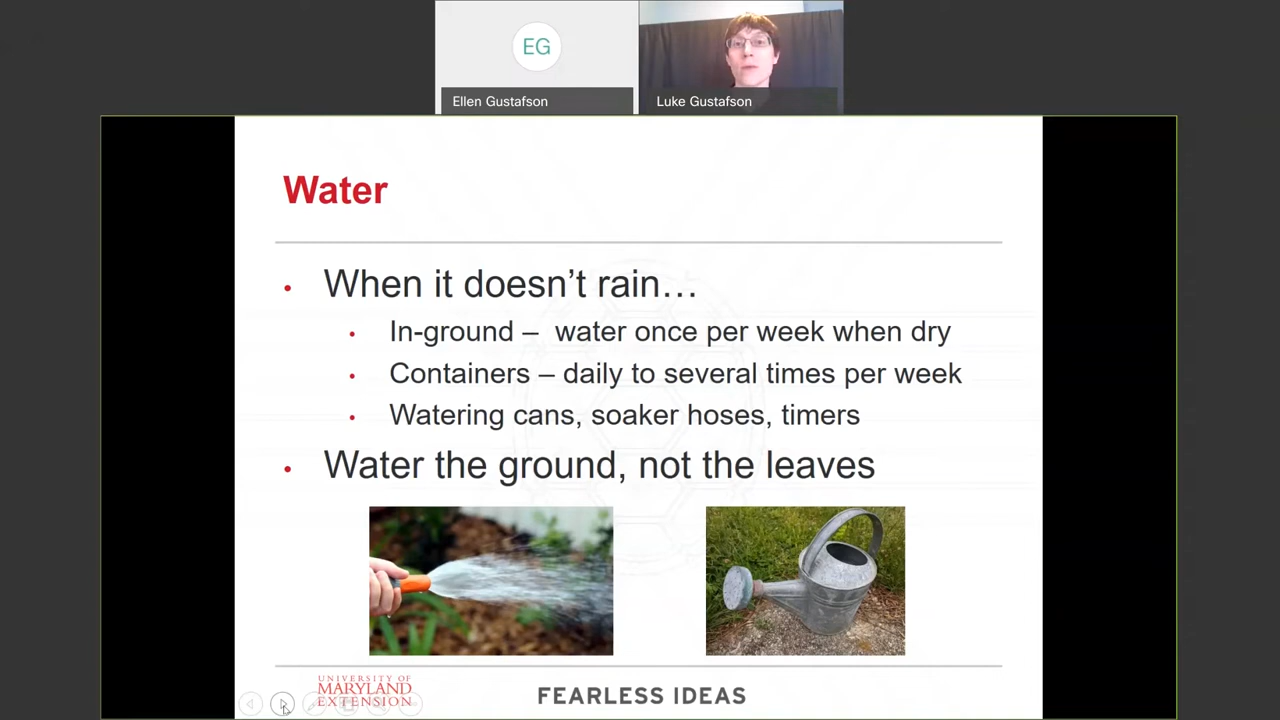 EG
Ellen Gustafson
Luke Gustafson
Water
When it doesn’t rain…
In-ground – water once per week when dry
Containers – daily to several times per week
Watering cans, soaker hoses, timers
Water the ground, not the leaves
UNIVERSITY OF
MARYLAND
EXTENSION
FEARLESS IDEAS